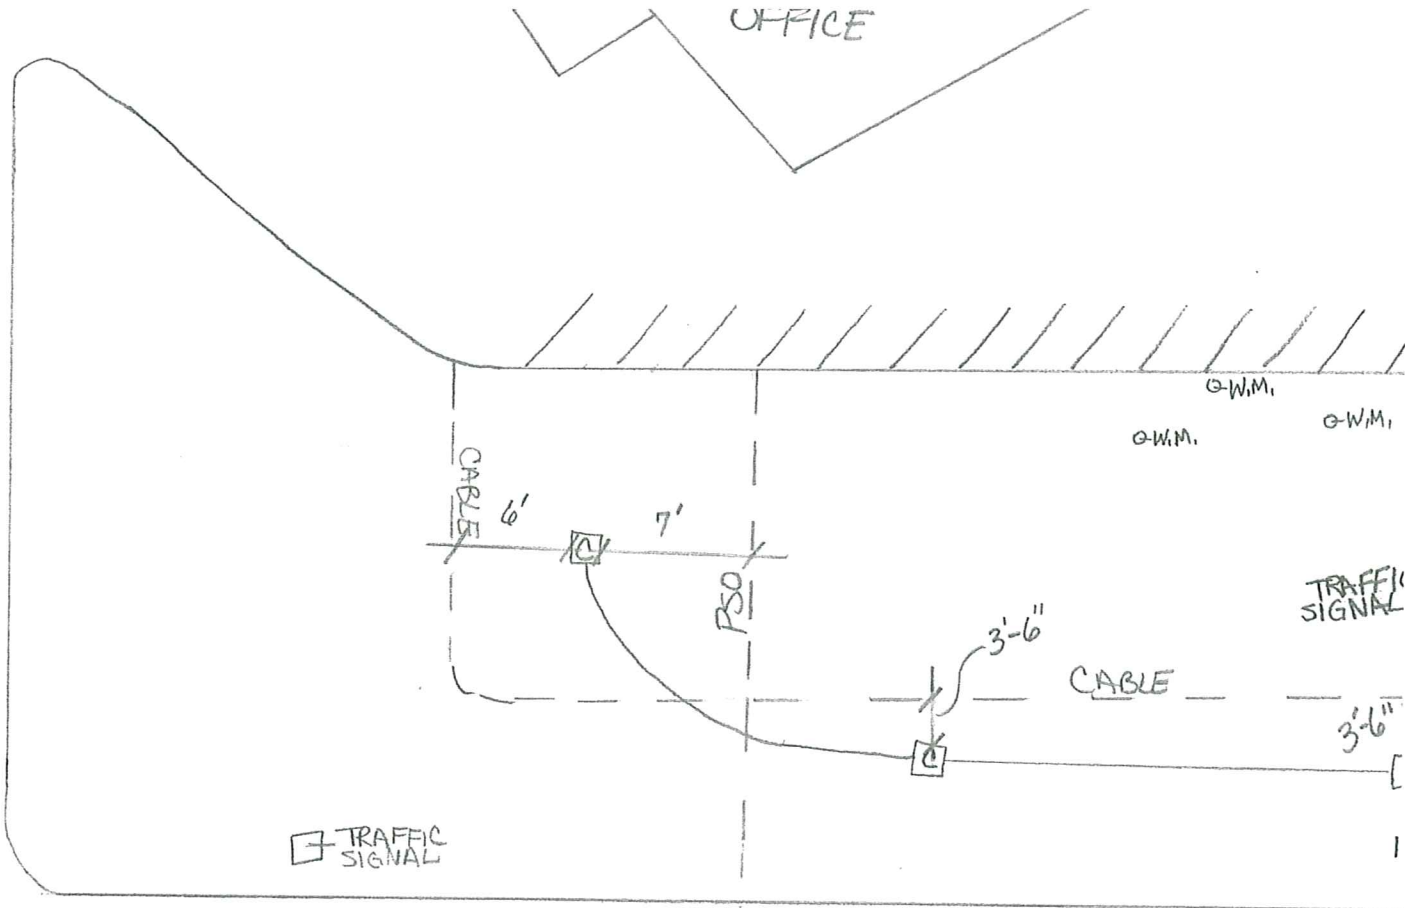 OFFICE
⊖W.M.
⊖W.M.
⊖W.M.
CABLE
6'
C
7'
PSO
TRAFFIC
SIGNAL
3'-6"
CABLE
3'-6"
C
TRAFFIC
SIGNAL